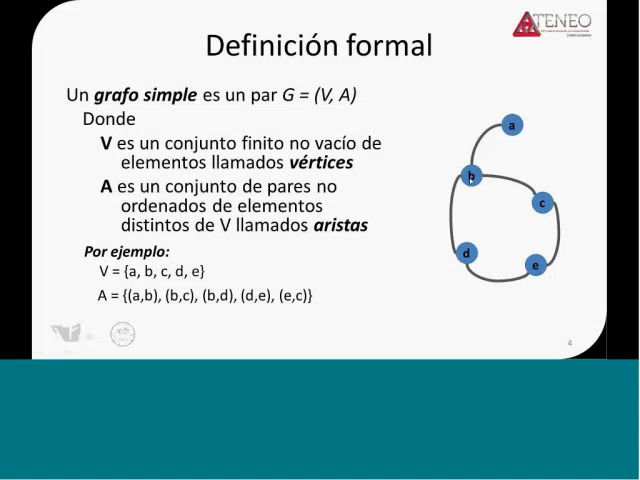 ATENEO
Definición formal
Un grafo simple es un par G = (V, A)
Donde
V es un conjunto finito no vacío de
elementos llamados vértices
A es un conjunto de pares no
ordenados de elementos
distintos de V llamados aristas
Por ejemplo:
V = {a, b, c, d, e}
A = {(a,b), (b,c), (b,d), (d,e), (e,c)}
a
b
c
d
e
4